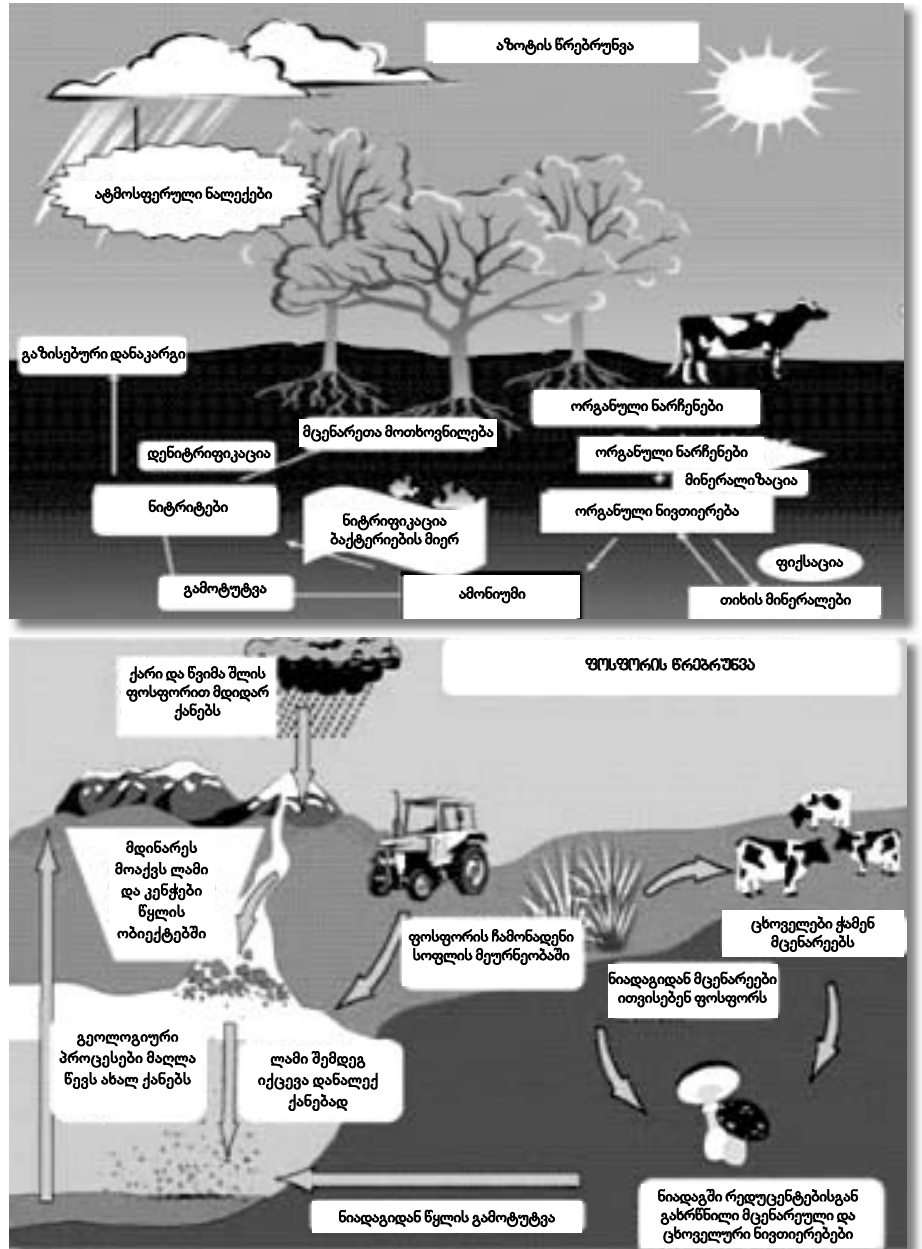 აზოტის წრებრუნვა
ატმოსფერული ნალექები
გაზისებური დანაკარგი
ორგანული ნარჩენები
მცენარეთა მოთხოვნილება
დენიტრიფიკაცია
ორგანული ნარჩენები
მინერალიზაცია
ნიტრიტები
ნიტრიფიკაცია
ბაქტერიების მიერ
ორგანული ნივთიერება
ფიქსაცია
გამოტუტვა
ამონიუმი
თიხის მინერალები
ფოსფორის წრებრუნვა
ქარი და წვიმა შლის
ფოსფორით მდიდარ
ქანებს
მდინარეს
მოაქვს ლამი
და კენჭები
წყლის
ობიექტებში
ფოსფორის ჩამონადენი
სოფლის მეურნეობაში
ცხოველები ჭამენ
მცენარეებს
ნიადაგიდან მცენარეები
ითვისებენ ფოსფორს
გეოლოგიური
პროცესები მაღლა
წევს ახალ ქანებს
ლამი შემდეგ
იქცევა დანალექ
ქანებად
ნიადაგიდან წყლის გამოტუტვა
ნიადაგში რედუცენტებისგან
გახრწნილი მცენარეული და
ცხოველური ნივთიერებები